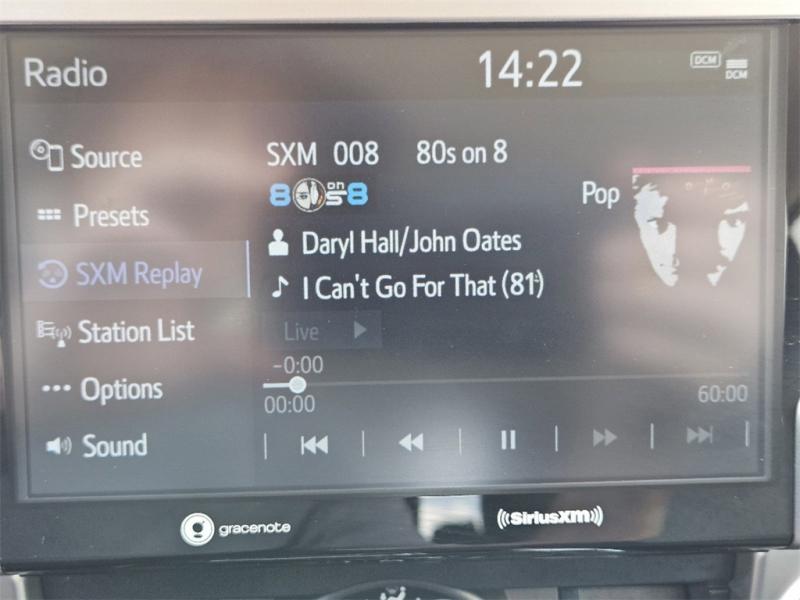 Radio
14:22
DCM
DCM
Source
SXM 008 80s on 8
80s on 8
Pop
Presets
Daryl Hall/John Oates
SXM Replay
I Can't Go For That (81)
Station List
Live
-0:00
Options
00:00
60:00
Sound
gracenote
((SiriusXM))